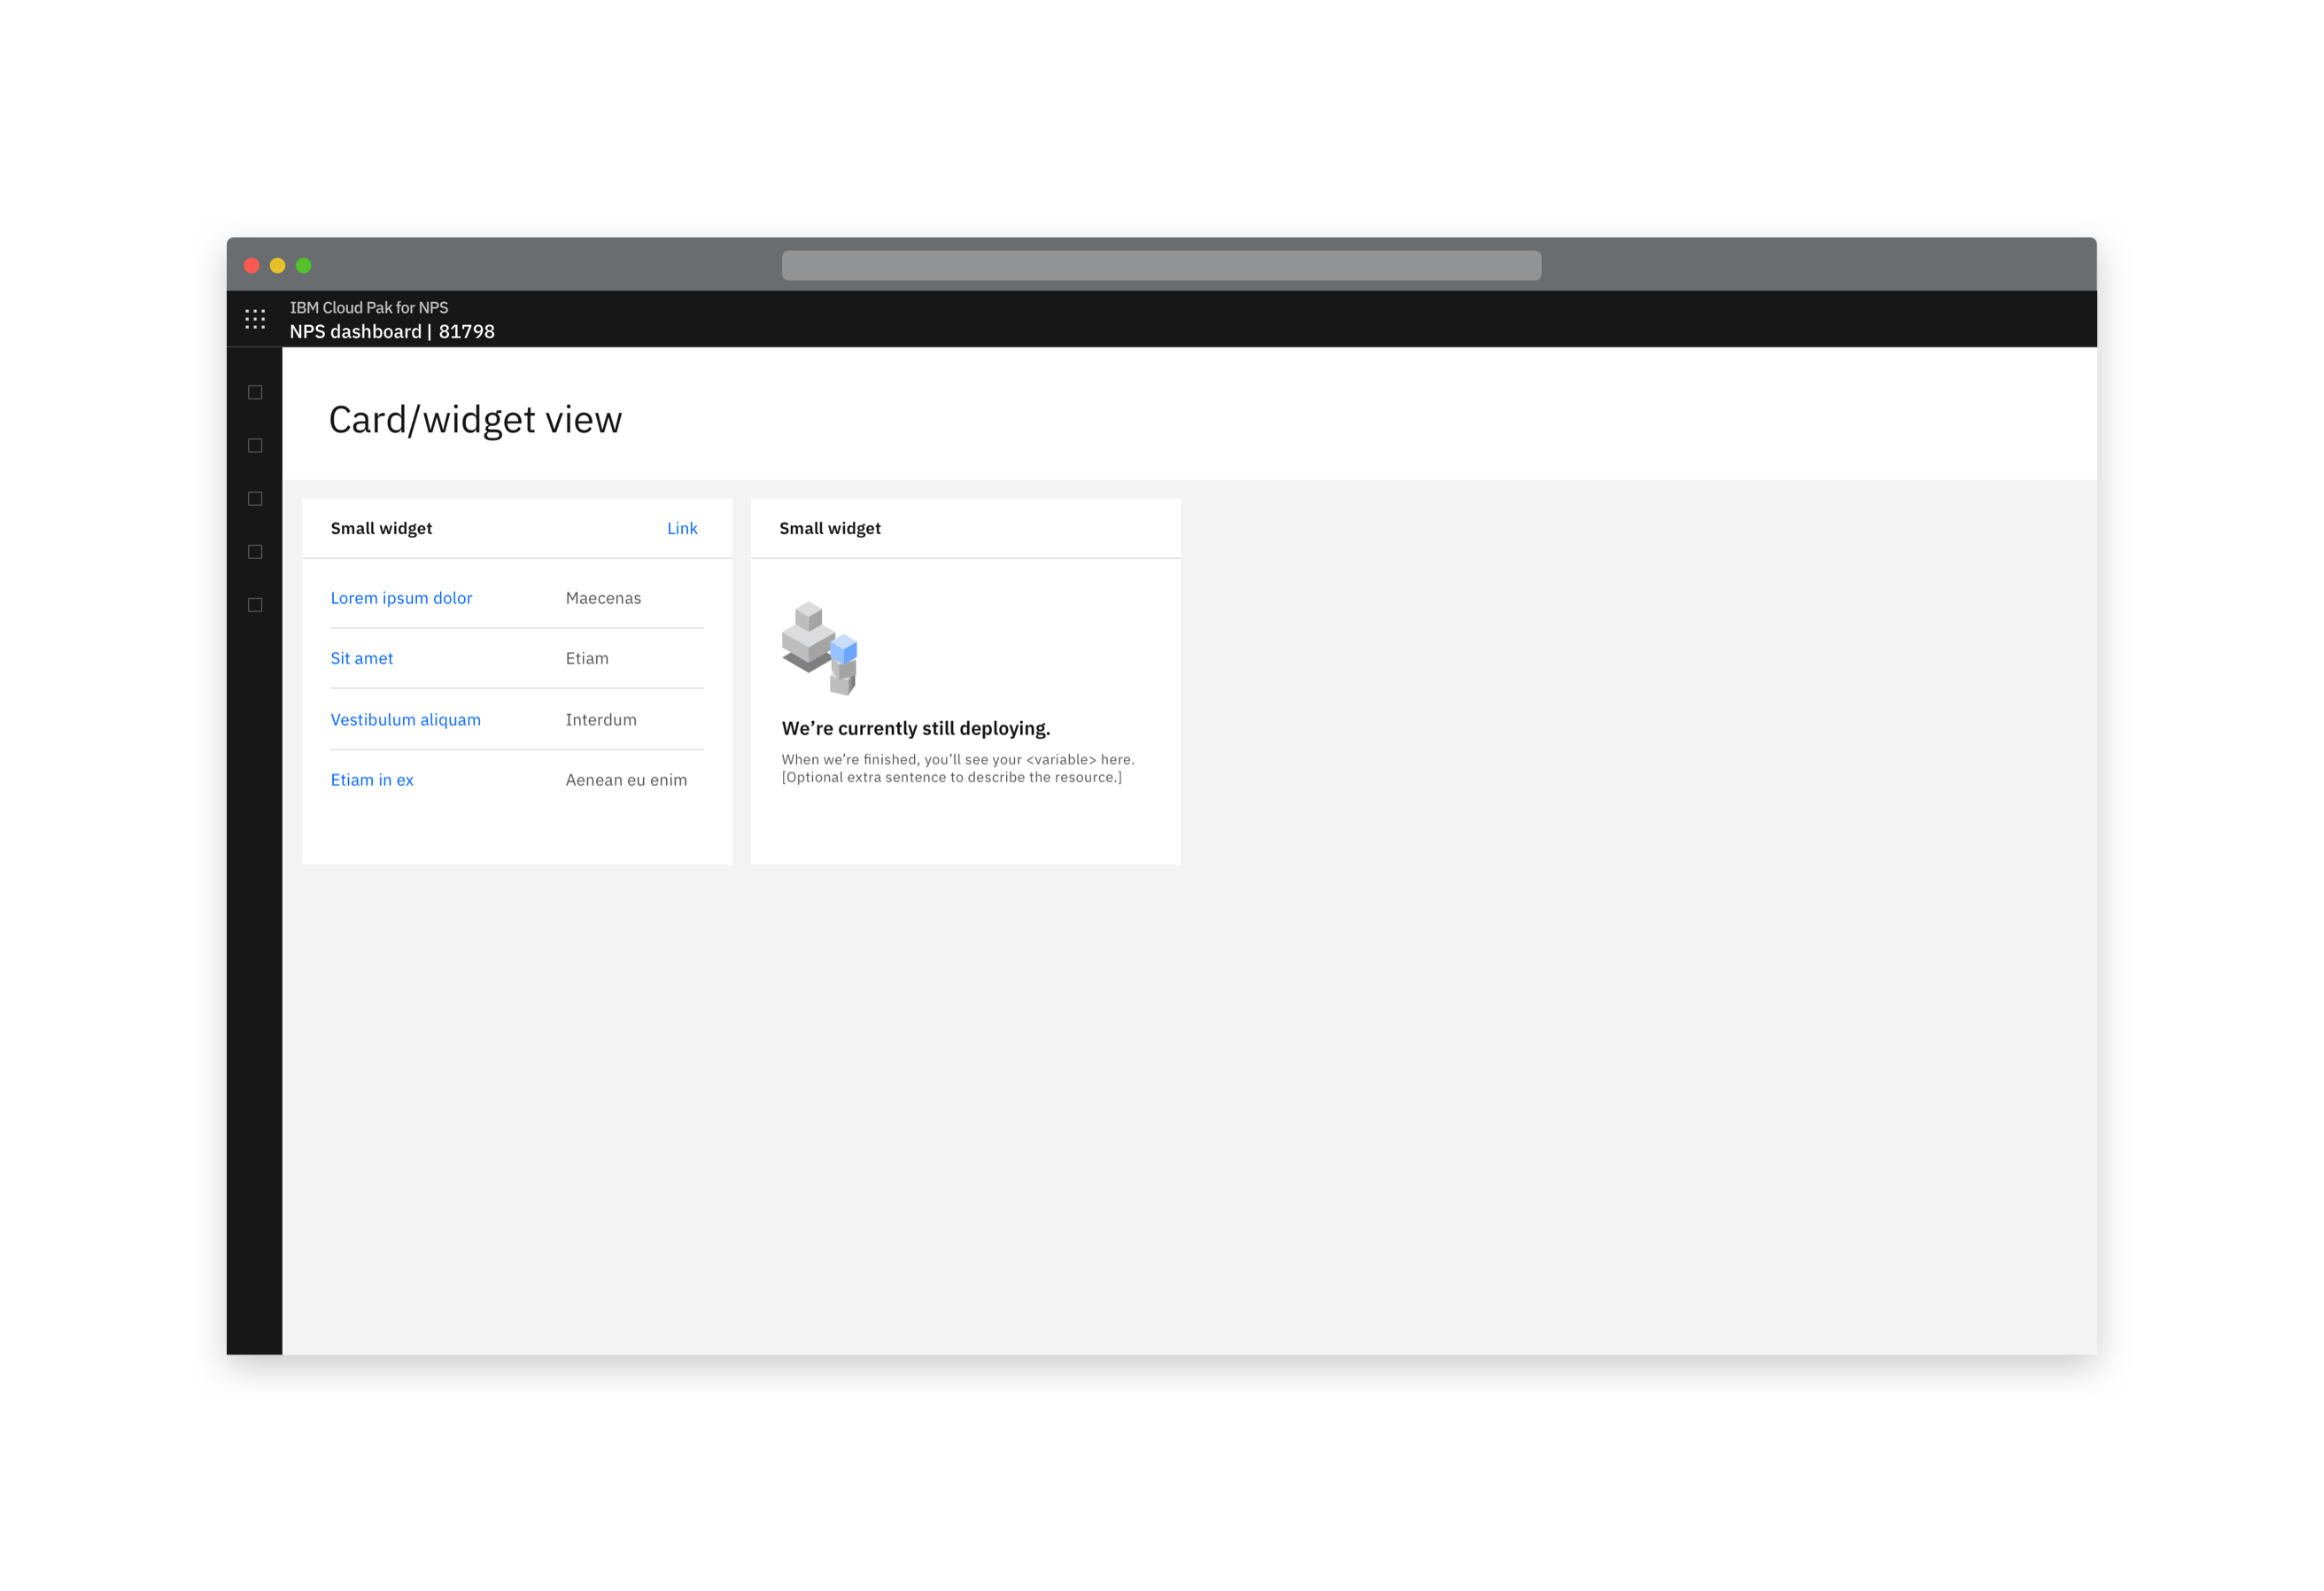 IBM Cloud Pak for NPS
NPS dashboard | 81798
Card/widget view
Small widget
Link
Lorem ipsum dolor
Maecenas
Sit amet
Etiam
Vestibulum aliquam
Interdum
Etiam in ex
Aenean eu enim
Small widget
We’re currently still deploying.
When we’re finished, you’ll see your <variable> here.
[Optional extra sentence to describe the resource.]